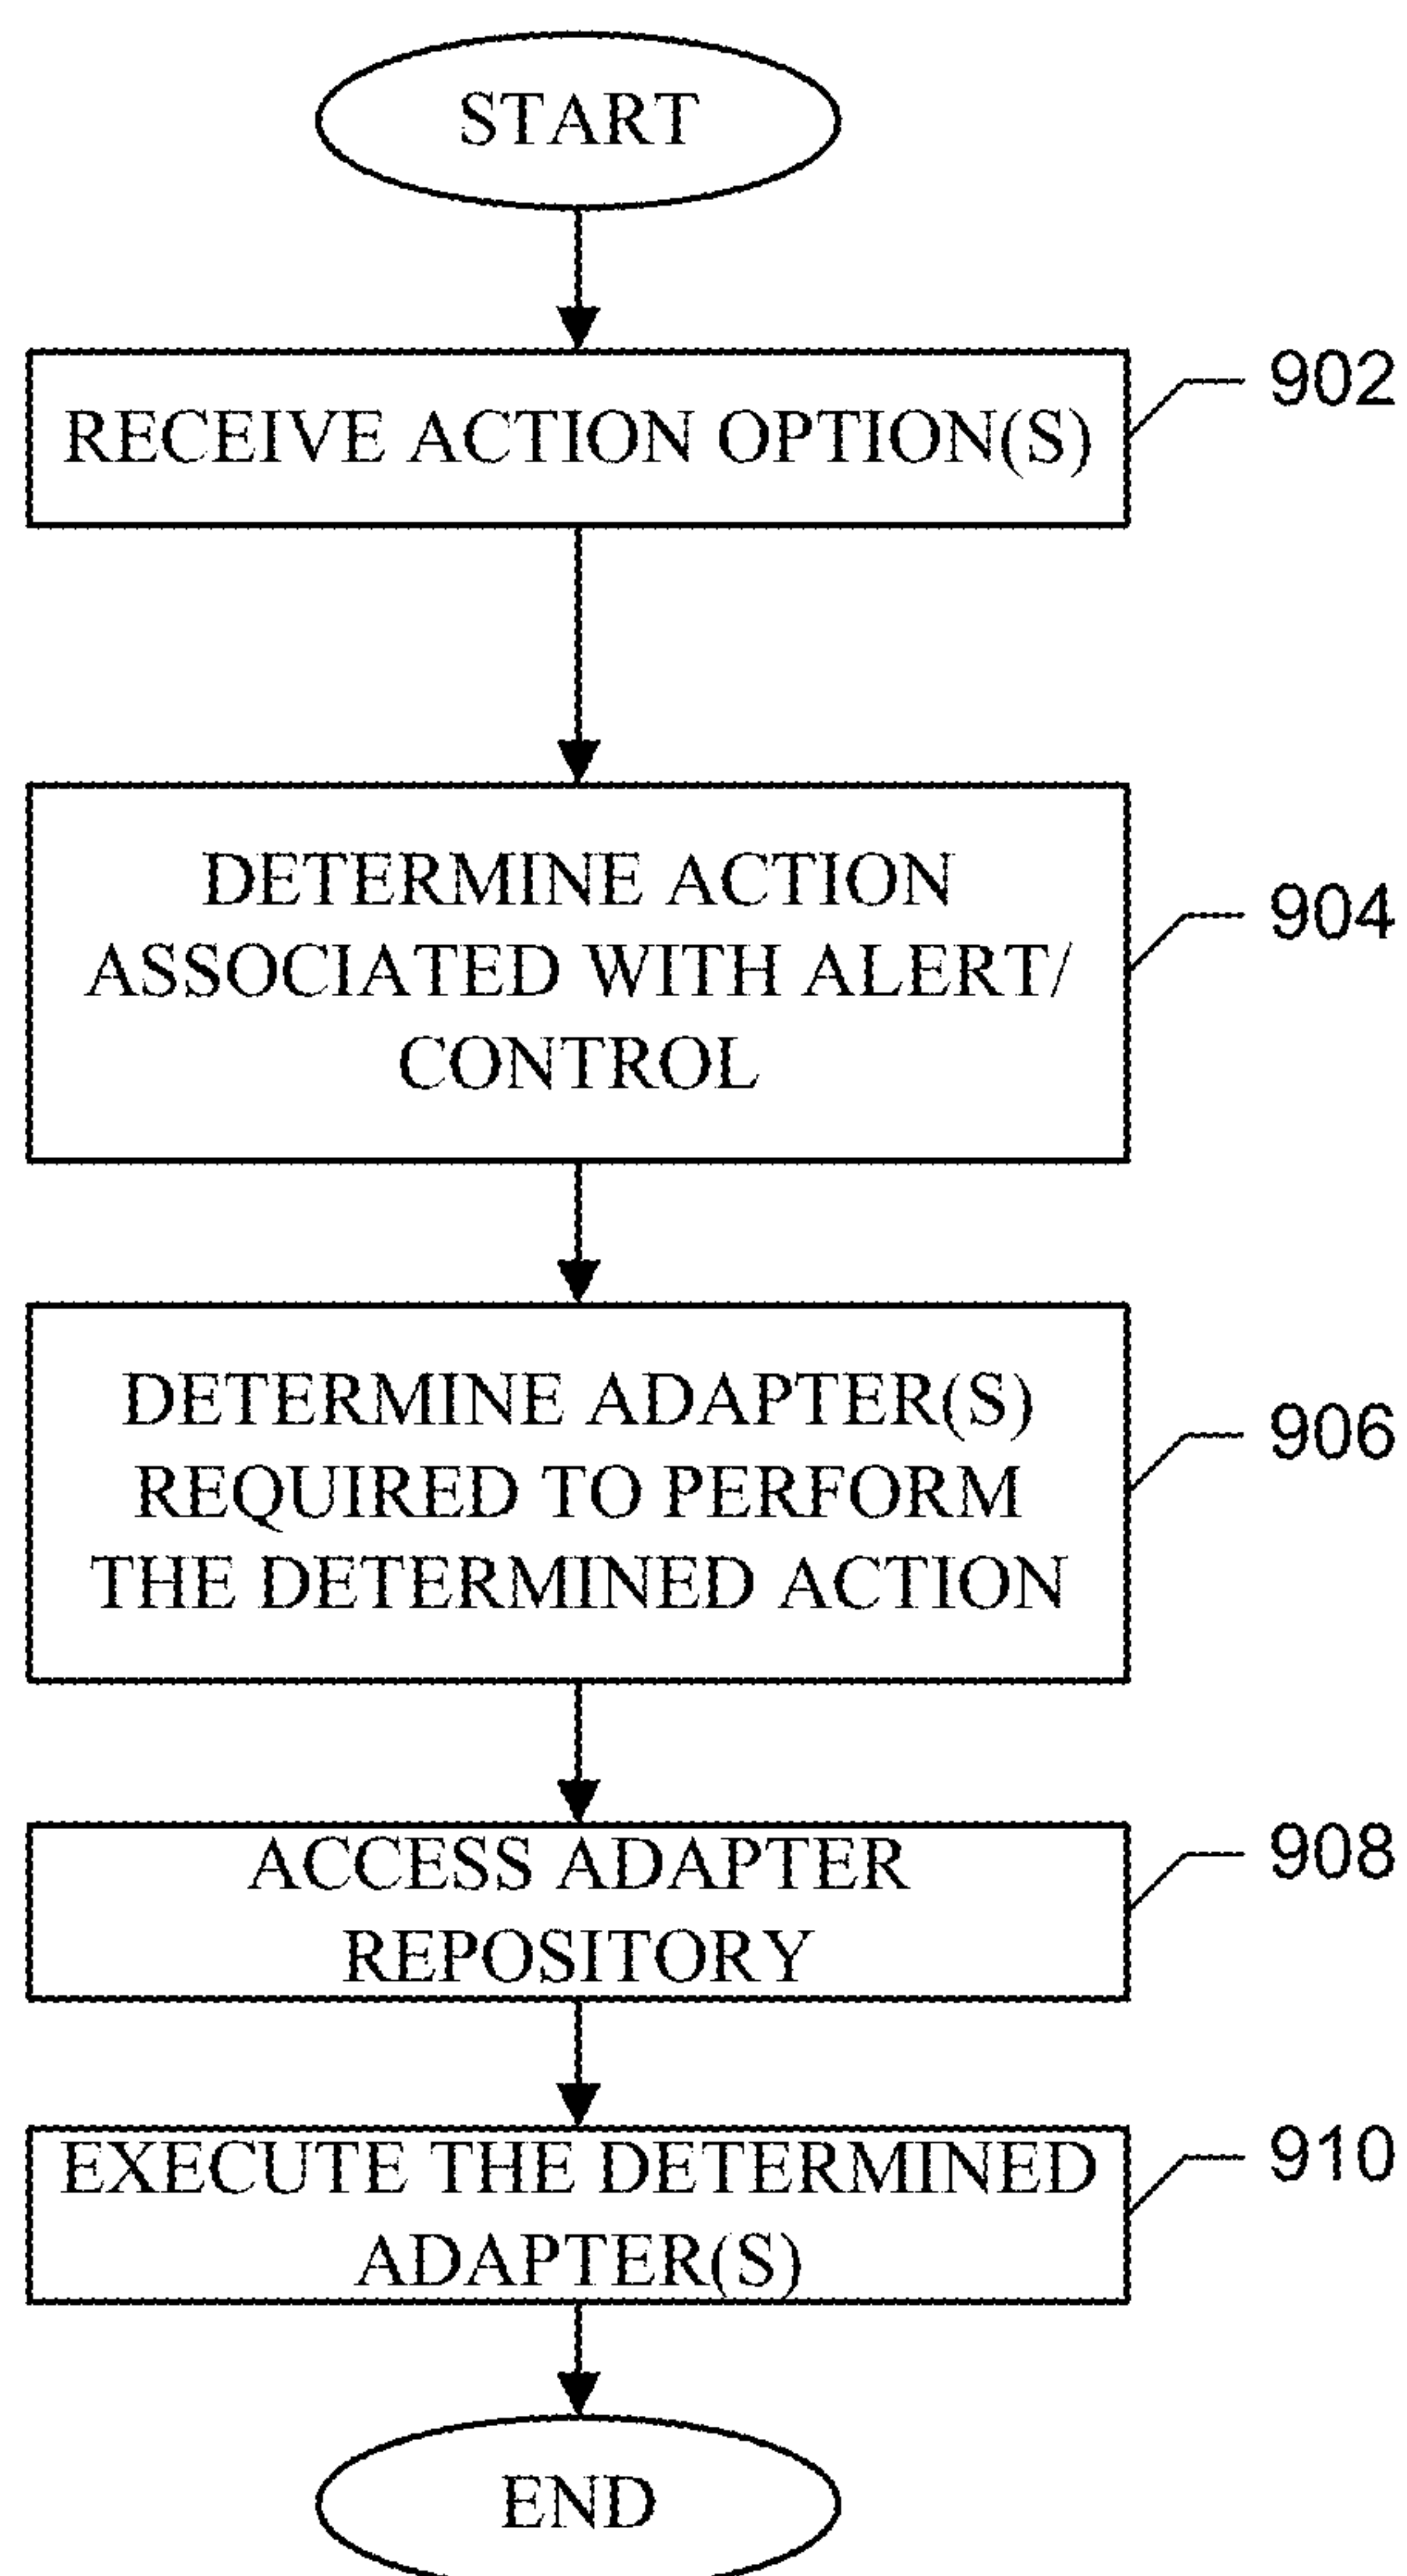 START
RECEIVE ACTION OPTION(S)
902
DETERMINE ACTION
ASSOCIATED WITH ALERT/
CONTROL
904
DETERMINE ADAPTER(S)
REQUIRED TO PERFORM
THE DETERMINED ACTION
906
ACCESS ADAPTER
REPOSITORY
908
EXECUTE THE DETERMINED
ADAPTER(S)
910
END